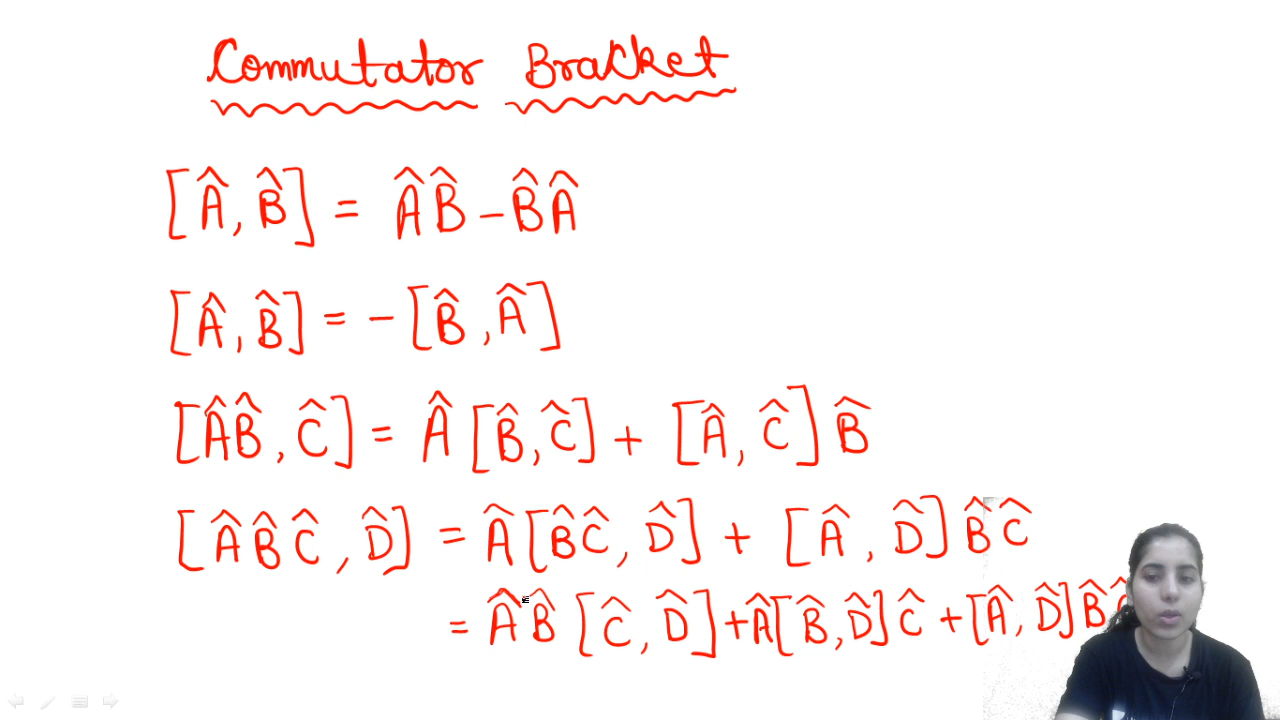 Commutator Bracket
[Â, B̂] = ÂB̂ - B̂Â
[Â, B̂] = - [B̂, Â]
[ÂB̂, Ĉ] = Â [B̂, Ĉ] + [Â, Ĉ] B̂
[ÂB̂Ĉ, D̂] = Â [B̂Ĉ, D̂] + [Â, D̂] B̂Ĉ
= ÂB̂ [Ĉ, D̂] + Â [B̂, D̂] Ĉ + [Â, D̂] B̂